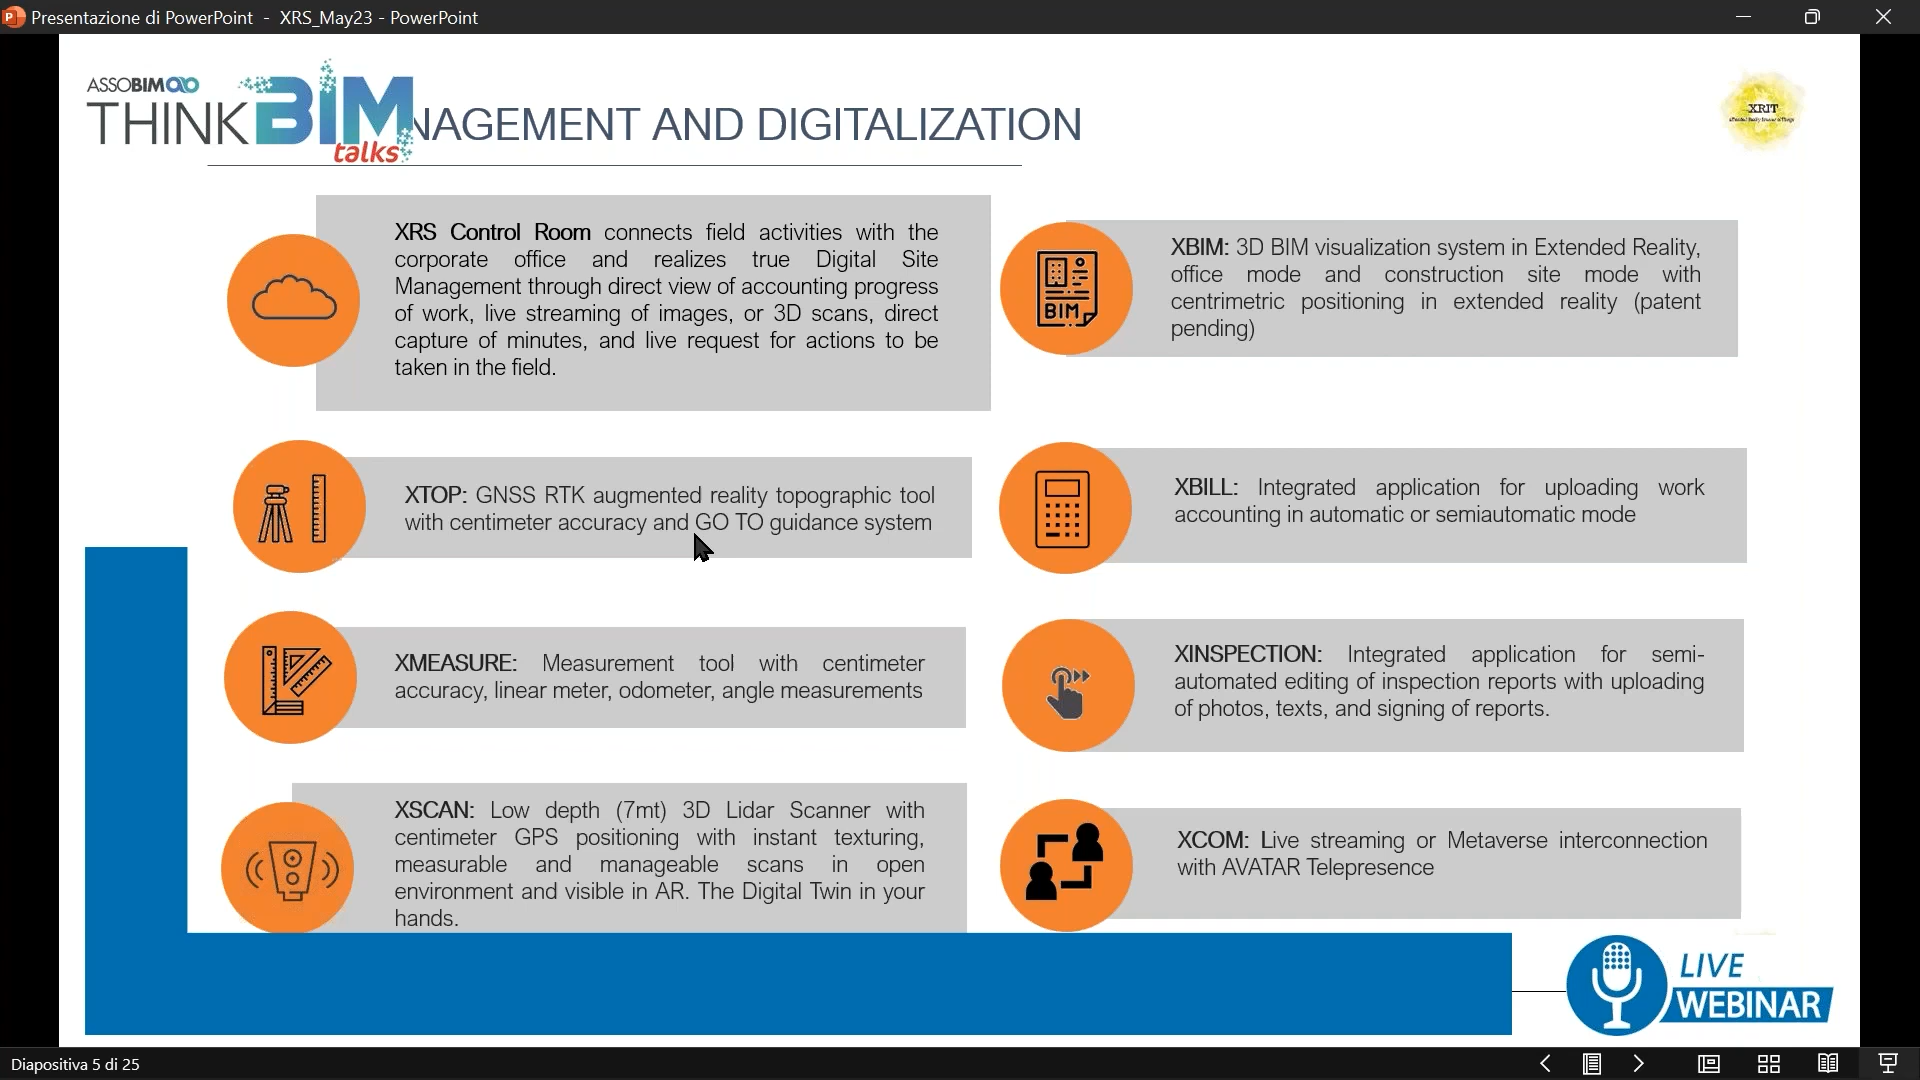 Presentazione di PowerPoint - XRS_May23 - PowerPoint
ASSOBIM
THINK BIM
talks
NAGEMENT AND DIGITALIZATION
XRIT
XRS Control Room connects field activities with the
corporate office and realizes true Digital Site
Management through direct view of accounting progress
of work, live streaming of images, or 3D scans, direct
capture of minutes, and live request for actions to be
taken in the field.
BIM
XBIM: 3D BIM visualization system in Extended Reality,
office mode and construction site mode with
centrimetric positioning in extended reality (patent
pending)
XTOP: GNSS RTK augmented reality topographic tool
with centimeter accuracy and GO TO guidance system
XBILL: Integrated application for uploading work
accounting in automatic or semiautomatic mode
XMEASURE: Measurement tool with centimeter
accuracy, linear meter, odometer, angle measurements
XINSPECTION: Integrated application for semi-
automated editing of inspection reports with uploading
of photos, texts, and signing of reports.
XSCAN: Low depth (7mt) 3D Lidar Scanner with
centimeter GPS positioning with instant texturing,
measurable and manageable scans in open
environment and visible in AR. The Digital Twin in your
hands.
XCOM: Live streaming or Metaverse interconnection
with AVATAR Telepresence
LIVE
WEBINAR
Diapositiva 5 di 25